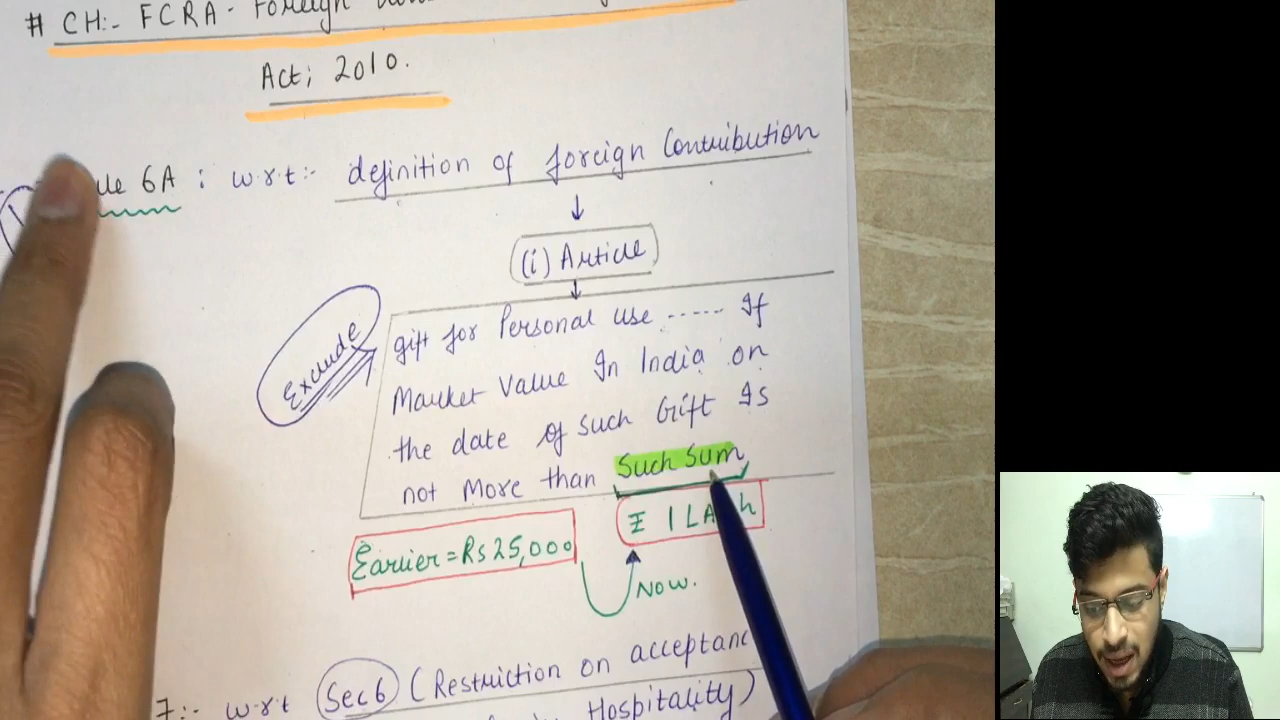 # CH:- FCRA - Foreign
Act; 2010.
6A : w.r.t:- definition of foreign Contribution
(i) Article
Exclude
gift for Personal use ...... If
Market Value In India on
the date of such Gift Is
not More than Such Sum
₹ 1 LAkh
Earlier = Rs 25,000
NOW.
7:- w.r.t Sec 6 (Restriction on acceptanc
Hospitality)